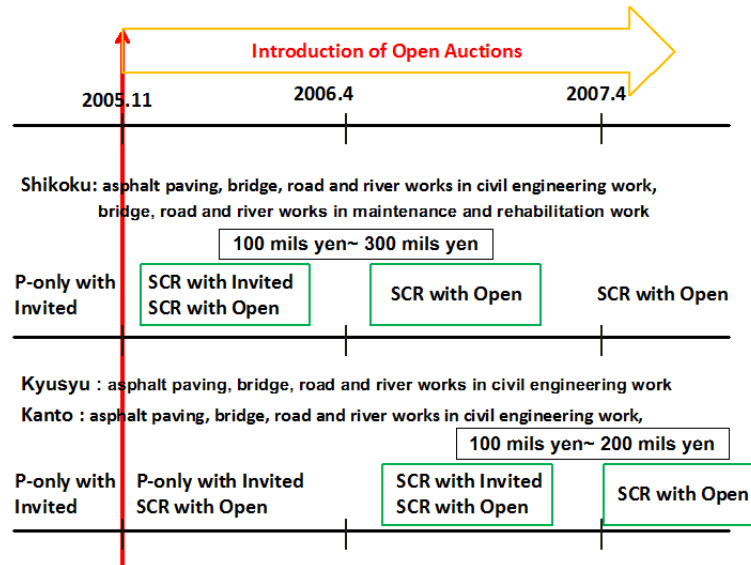 Introduction of Open Auctions
2005.11
2006.4
2007.4
Shikoku: asphalt paving, bridge, road and river works in civil engineering work,
bridge, road and river works in maintenance and rehabilitation work
100 mils yen~ 300 mils yen
P-only with
Invited
SCR with Invited
SCR with Open
SCR with Open
SCR with Open
Kyusyu : asphalt paving, bridge, road and river works in civil engineering work
Kanto : asphalt paving, bridge, road and river works in civil engineering work,
100 mils yen~ 200 mils yen
P-only with
Invited
P-only with Invited
SCR with Open
SCR with Invited
SCR with Open
SCR with Open